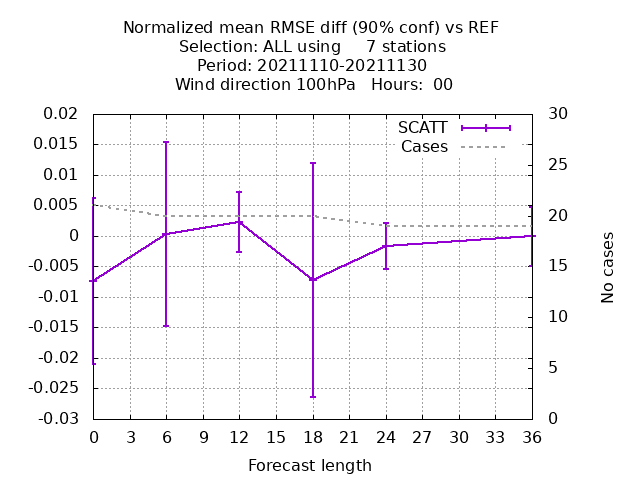 Normalized mean RMSE diff (90% conf) vs REF
Selection: ALL using     7 stations
Period: 20211110-20211130
Wind direction 100hPa   Hours:  00
SCATT
Cases
0.02
0.015
0.01
0.005
0
-0.005
-0.01
-0.015
-0.02
-0.025
-0.03
30
25
20
15
10
5
0
No cases
0 3 6 9 12 15 18 21 24 27 30 33 36
Forecast length